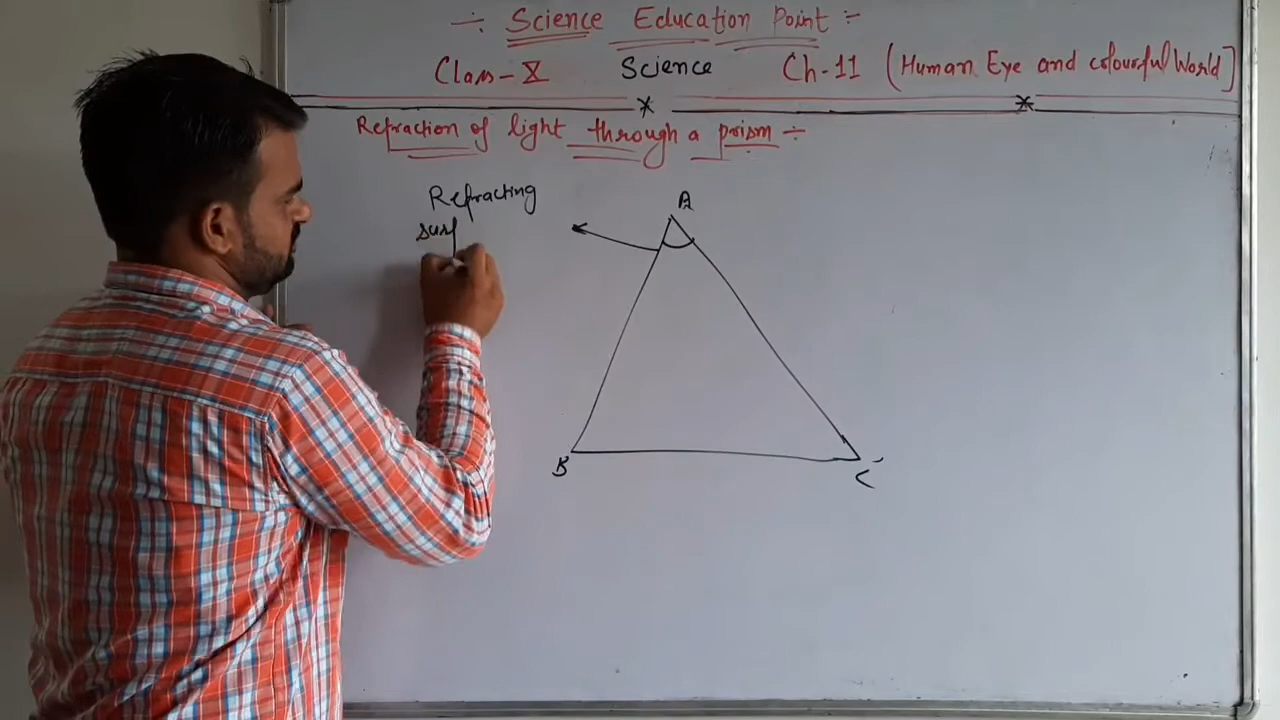 ÷ Science Education Point ÷
Class-X Science Ch-11 (Human Eye and colourful World]
Refraction of light through a prism ÷
Refracting
surf
A
B
C